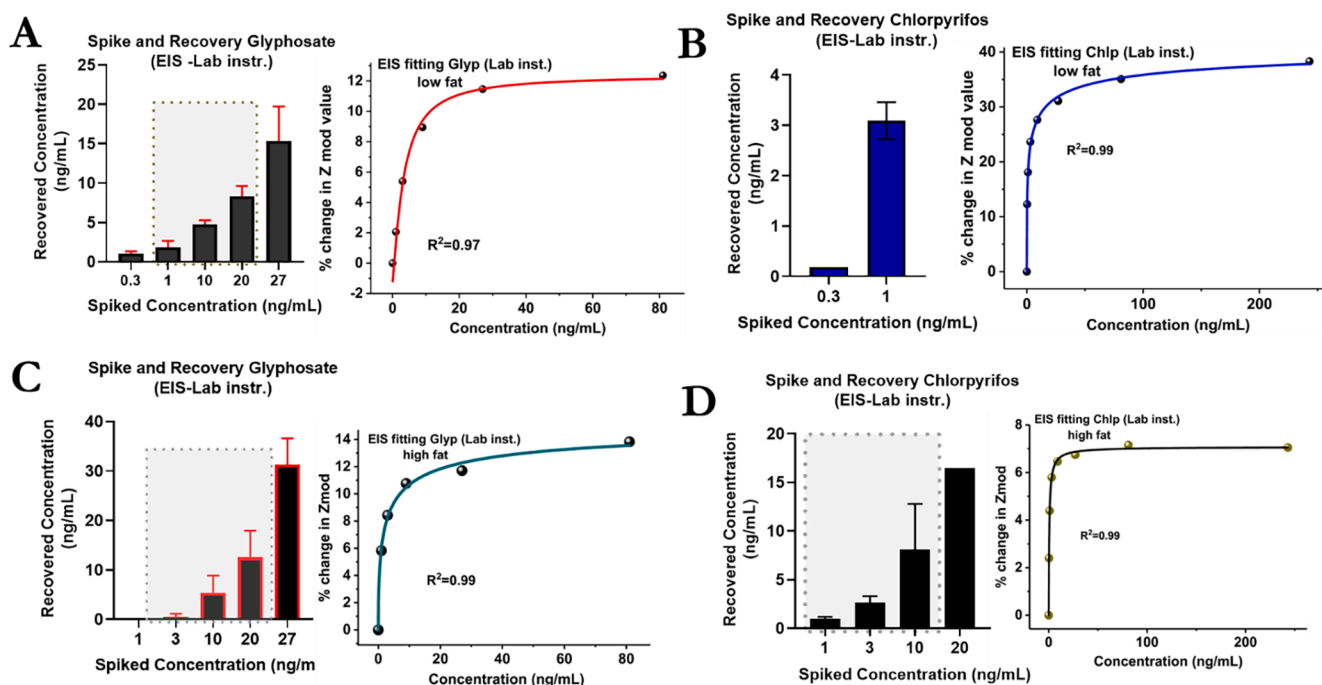 A
Spike and Recovery Glyphosate
(EIS -Lab instr.)
Recovered Concentration
(ng/mL)
25
20
15
10
5
0
0.3 1 10 20 27
Spiked Concentration (ng/mL)
EIS fitting Glyp (Lab inst.)
low fat
% change in Z mod value
12
10
8
6
4
2
0
-2
R²=0.97
0 20 40 60 80
Concentration (ng/mL)
B
Spike and Recovery Chlorpyrifos
(EIS-Lab instr.)
Recovered Concentration
(ng/mL)
4
3
2
1
0
0.3 1
Spiked Concentration (ng/mL)
EIS fitting Chlp (Lab inst.)
low fat
% change in Z mod value
40
30
20
10
0
R²=0.99
0 100 200
Concentration (ng/mL)
C
Spike and Recovery Glyphosate
(EIS-Lab instr.)
Recovered Concentration
(ng/mL)
40
30
20
10
0
1 3 10 20 27
Spiked Concentration (ng/m
EIS fitting Glyp (Lab inst.)
high fat
% change in Zmod
14
12
10
8
6
4
2
0
R²=0.99
0 20 40 60 80
Concentration (ng/mL)
D
Spike and Recovery Chlorpyrifos
(EIS-Lab instr.)
Recovered Concentration
(ng/mL)
20
15
10
5
0
1 3 10 20
Spiked Concentration (ng/mL)
EIS fitting Chlp (Lab inst.)
high fat
% change in Zmod
8
6
4
2
0
R²=0.99
0 100 200
Concentration (ng/mL)